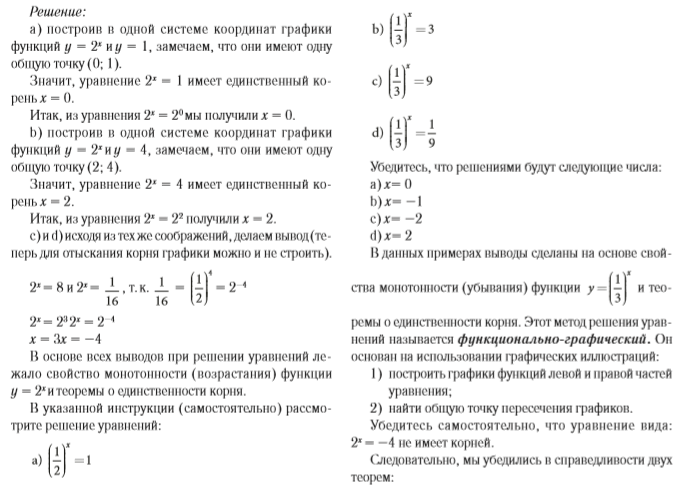 Решение:
a) построив в одной системе координат графики
функций y = 2ˣ и y = 1, замечаем, что они имеют одну
общую точку (0; 1).
Значит, уравнение 2ˣ = 1 имеет единственный ко-
рень x = 0.
Итак, из уравнения 2ˣ = 2⁰ мы получили x = 0.
b) построив в одной системе координат графики
функций y = 2ˣ и y = 4, замечаем, что они имеют одну
общую точку (2; 4).
Значит, уравнение 2ˣ = 4 имеет единственный ко-
рень x = 2.
Итак, из уравнения 2ˣ = 2² получили x = 2.
c) и d) исходя из тех же соображений, делаем вывод (те-
перь для отыскания корня графики можно и не строить).
2ˣ = 8 и 2ˣ = 1/16, т.к. 1/16 = (1/2)⁴ = 2⁻⁴
2ˣ = 2³ 2ˣ = 2⁻⁴
x = 3x = −4
В основе всех выводов при решении уравнений ле-
жало свойство монотонности (возрастания) функции
y = 2ˣ и теоремы о единственности корня.
В указанной инструкции (самостоятельно) рассмо-
трите решение уравнений:
a) (1/2)ˣ = 1
b) (1/3)ˣ = 3
c) (1/3)ˣ = 9
d) (1/3)ˣ = 1/9
Убедитесь, что решениями будут следующие числа:
a) x = 0
b) x = −1
c) x = −2
d) x = 2
В данных примерах выводы сделаны на основе свой-
ства монотонности (убывания) функции y = (1/3)ˣ и тео-
ремы о единственности корня. Этот метод решения урав-
нений называется функционально-графический. Он
основан на использовании графических иллюстраций:
1) построить графики функций левой и правой частей
уравнения;
2) найти общую точку пересечения графиков.
Убедитесь самостоятельно, что уравнение вида:
2ˣ = −4 не имеет корней.
Следовательно, мы убедились в справедливости двух
теорем: